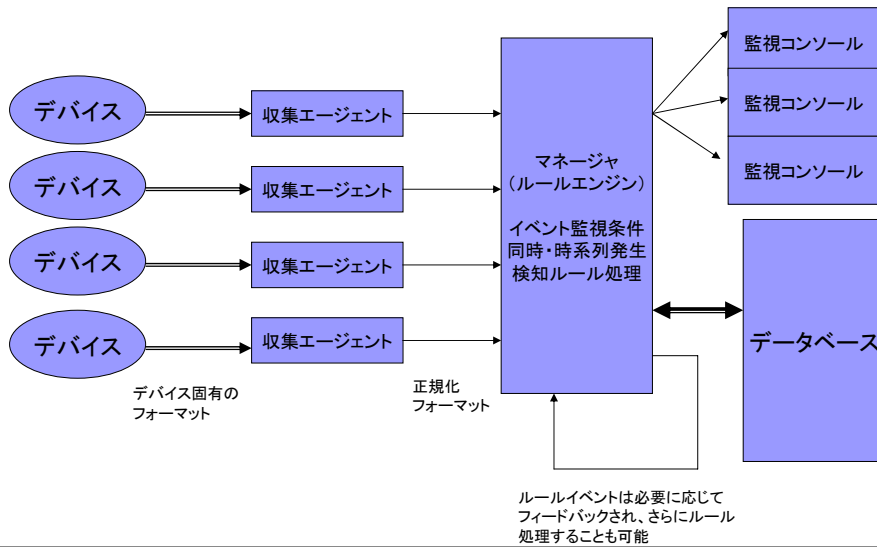 デバイス
デバイス
デバイス
デバイス
デバイス固有の
フォーマット
収集エージェント
収集エージェント
収集エージェント
収集エージェント
正規化
フォーマット
マネージャ
（ルールエンジン）
イベント監視条件
同時・時系列発生
検知ルール処理
監視コンソール
監視コンソール
監視コンソール
データベース
ルールイベントは必要に応じて
フィードバックされ、さらにルール
処理することも可能